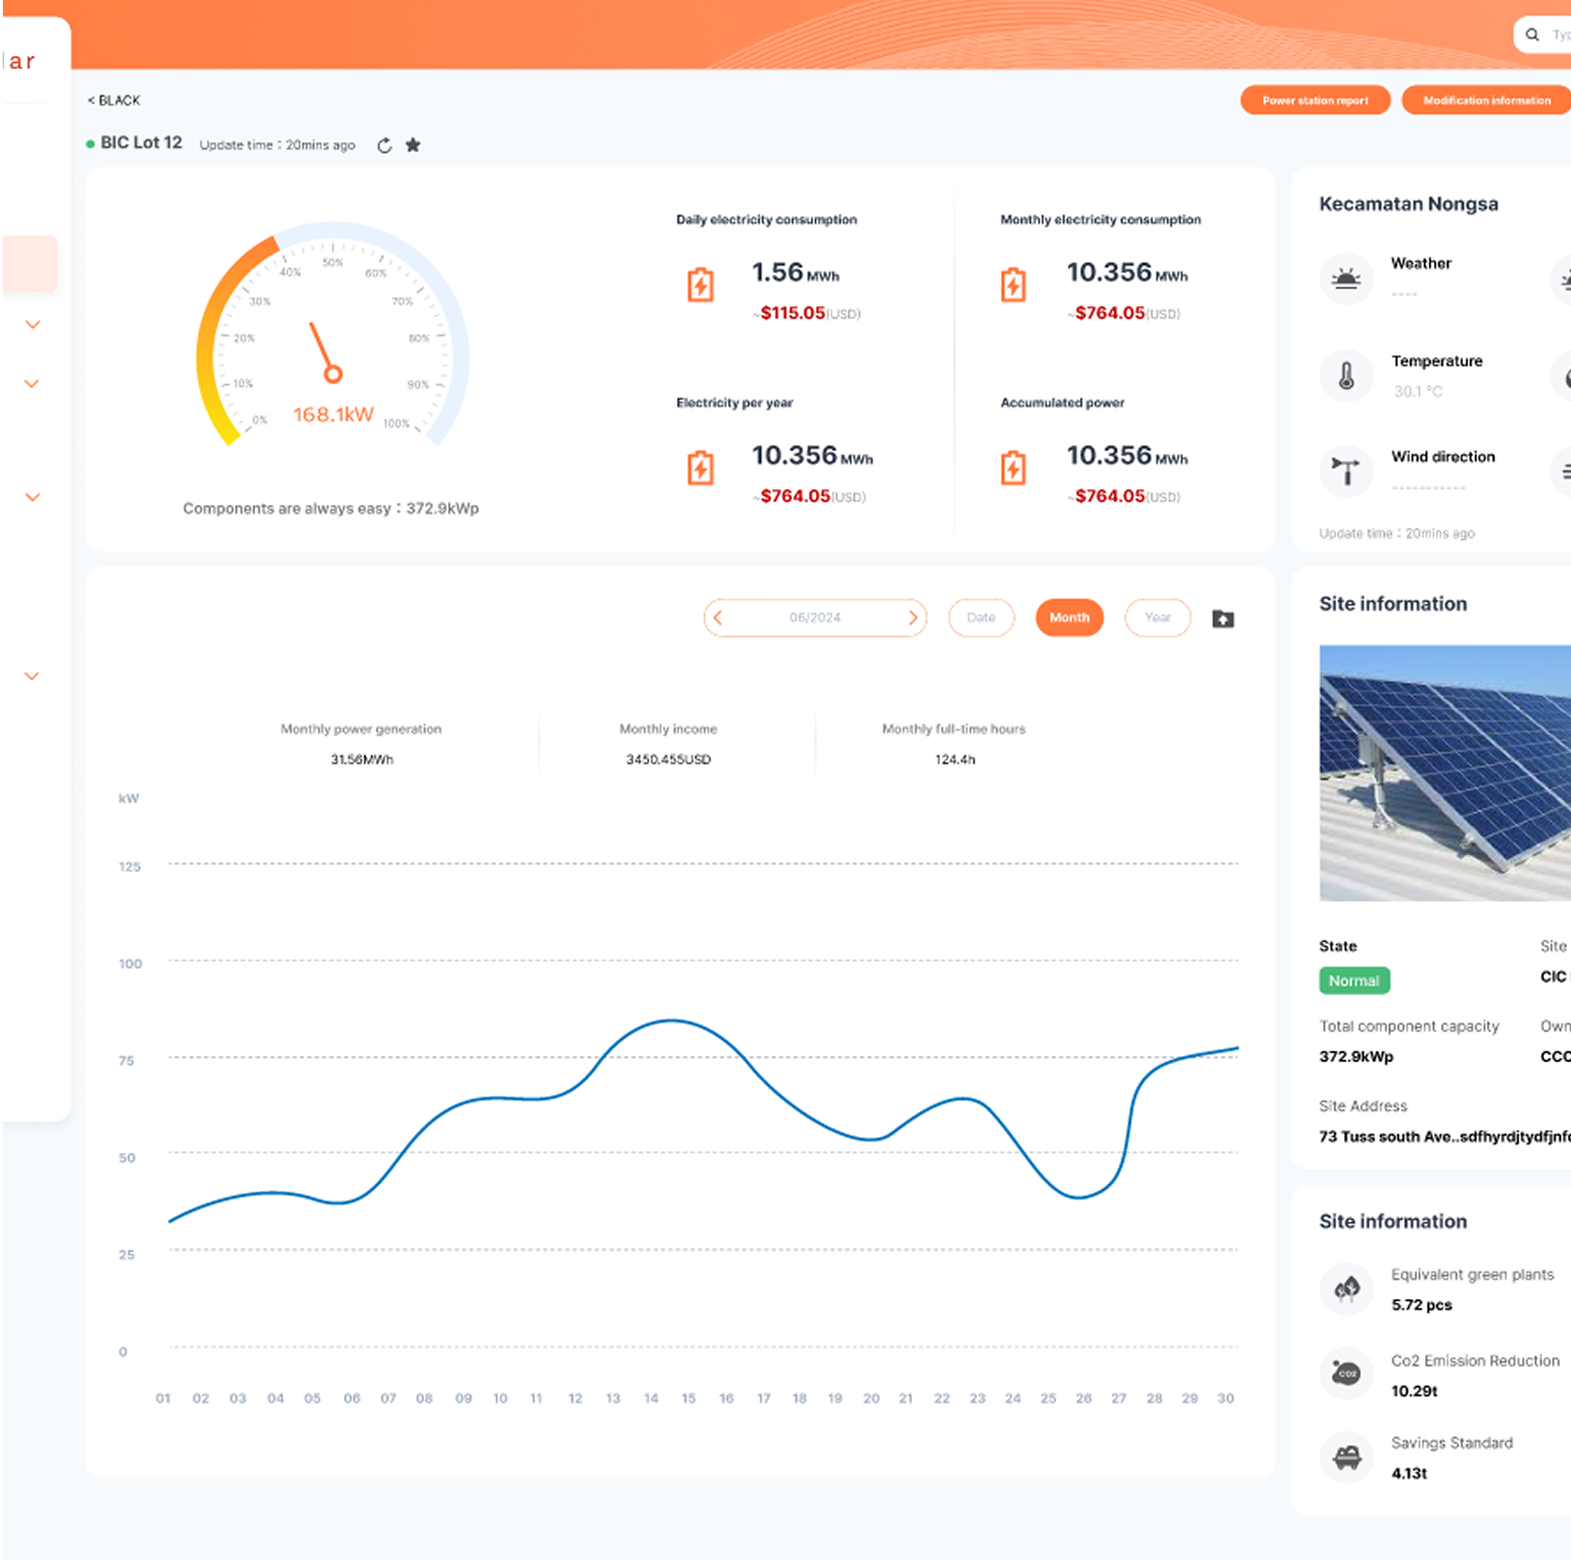 lar
< BLACK
Power station report
Modification information
BIC Lot 12
Update time：20mins ago
0%
10%
20%
30%
40%
50%
60%
70%
80%
90%
100%
168.1kW
Components are always easy：372.9kWp
Daily electricity consumption
1.56 MWh
~$115.05(USD)
Monthly electricity consumption
10.356 MWh
~$764.05(USD)
Electricity per year
10.356 MWh
~$764.05(USD)
Accumulated power
10.356 MWh
~$764.05(USD)
Kecamatan Nongsa
Weather
----
Temperature
30.1 °C
Wind direction
-----------
Update time：20mins ago
06/2024
Date
Month
Year
Monthly power generation
31.56MWh
Monthly income
3450.455USD
Monthly full-time hours
124.4h
kW
125
100
75
50
25
0
01 02 03 04 05 06 07 08 09 10 11 12 13 14 15 16 17 18 19 20 21 22 23 24 25 26 27 28 29 30
Site information
State
Normal
Site
CIC
Total component capacity
372.9kWp
Own
CCC
Site Address
73 Tuss south Ave..sdfhyrdjtydfjnf
Site information
Equivalent green plants
5.72 pcs
Co2 Emission Reduction
CO2
10.29t
Savings Standard
4.13t